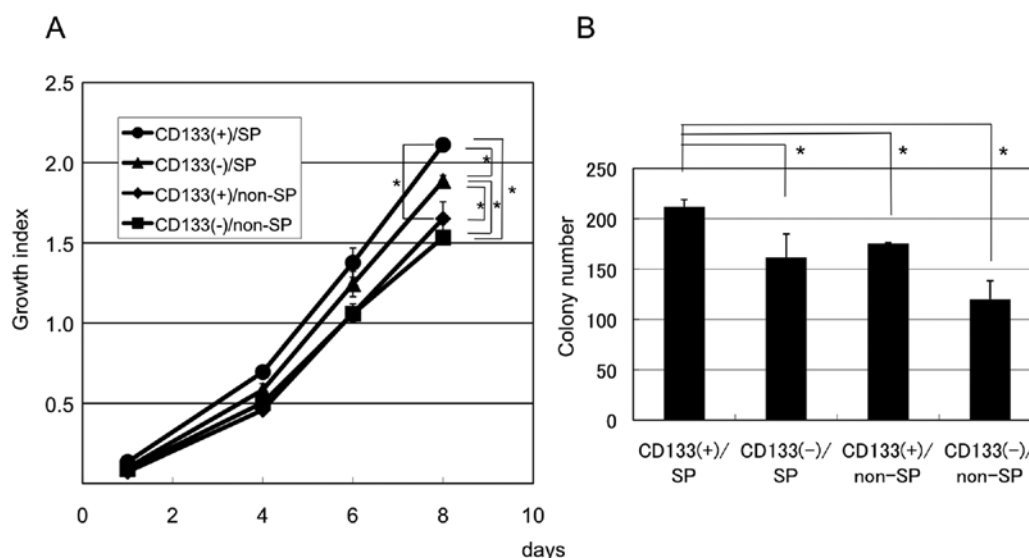 A
Growth index
2.5
2.0
1.5
1.0
0.5
0 2 4 6 8 10
days
CD133(+)/SP
CD133(-)/SP
CD133(+)/non-SP
CD133(-)/non-SP
* * * * *
B
Colony number
* * *
250
200
150
100
50
0
CD133(+)/ CD133(-)/ CD133(+)/ CD133(-)/
SP SP non-SP non-SP